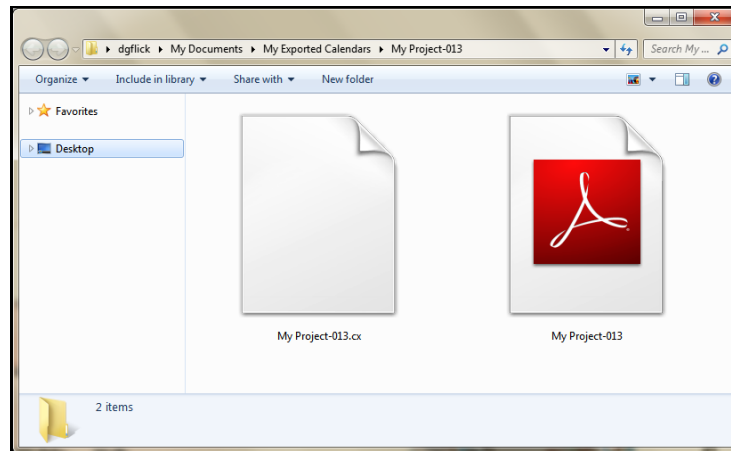 dgflick ▸ My Documents ▸ My Exported Calendars ▸ My Project-013
Search My ...
Organize Include in library Share with New folder
Favorites
Desktop
My Project-013.cx
My Project-013
2 items